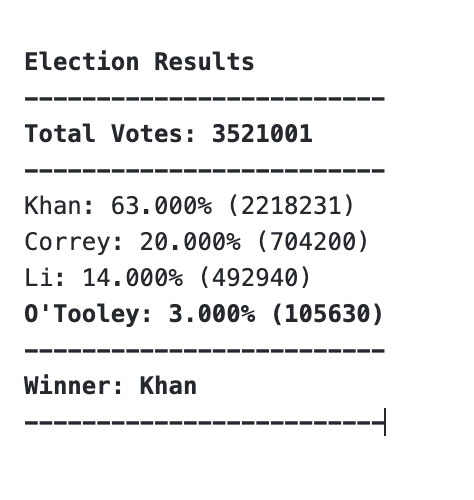 Election Results
-------------------------
Total Votes: 3521001
-------------------------
Khan: 63.000% (2218231)
Correy: 20.000% (704200)
Li: 14.000% (492940)
O'Tooley: 3.000% (105630)
-------------------------
Winner: Khan
-------------------------